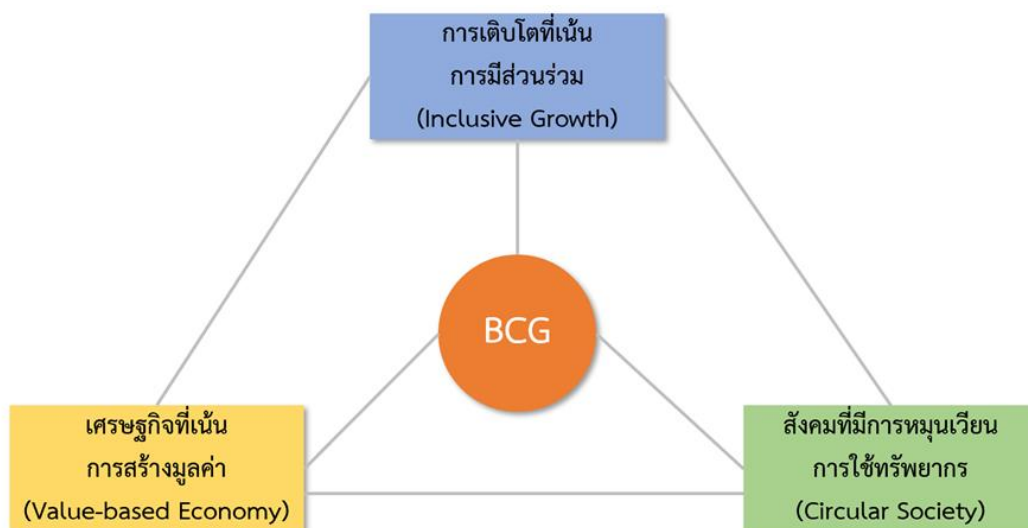 การเติบโตที่เน้น
การมีส่วนร่วม
(Inclusive Growth)
BCG
เศรษฐกิจที่เน้น
การสร้างมูลค่า
(Value-based Economy)
สังคมที่มีการหมุนเวียน
การใช้ทรัพยากร
(Circular Society)